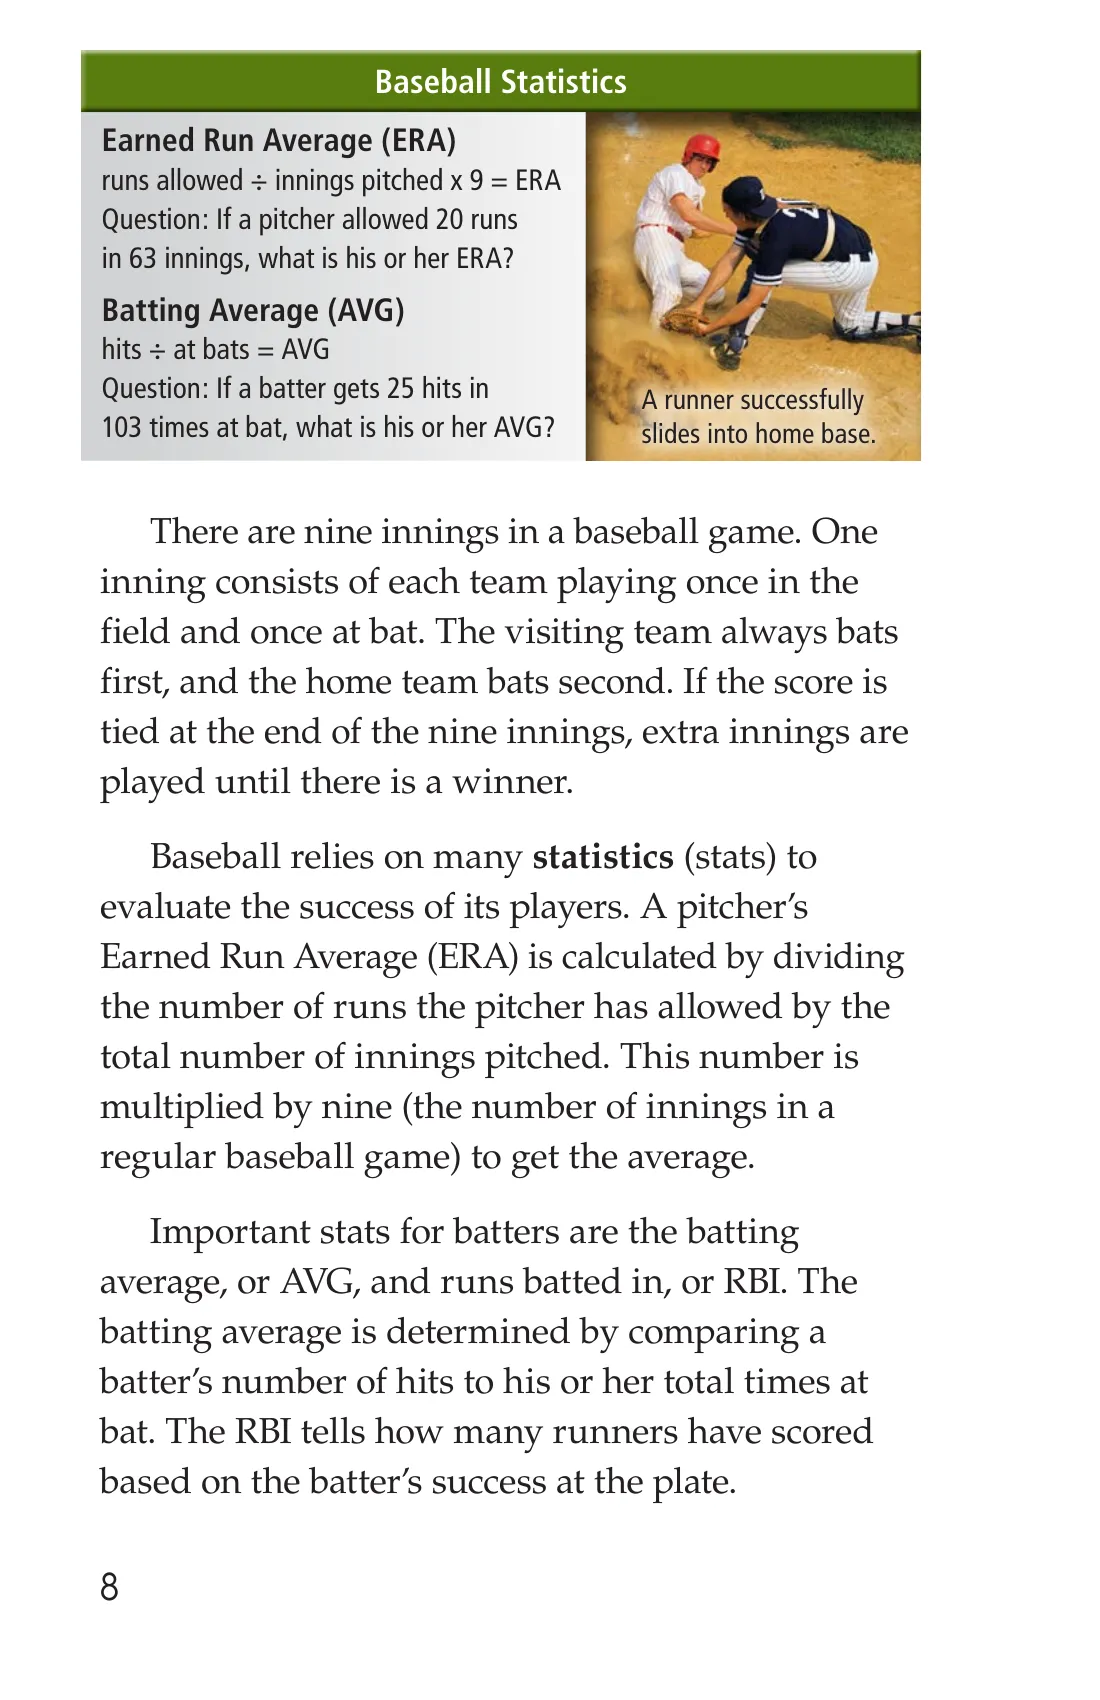 Baseball Statistics
Earned Run Average (ERA)
runs allowed ÷ innings pitched x 9 = ERA
Question: If a pitcher allowed 20 runs
in 63 innings, what is his or her ERA?
Batting Average (AVG)
hits ÷ at bats = AVG
Question: If a batter gets 25 hits in
103 times at bat, what is his or her AVG?
A runner successfully
slides into home base.
There are nine innings in a baseball game. One
inning consists of each team playing once in the
field and once at bat. The visiting team always bats
first, and the home team bats second. If the score is
tied at the end of the nine innings, extra innings are
played until there is a winner.
Baseball relies on many statistics (stats) to
evaluate the success of its players. A pitcher’s
Earned Run Average (ERA) is calculated by dividing
the number of runs the pitcher has allowed by the
total number of innings pitched. This number is
multiplied by nine (the number of innings in a
regular baseball game) to get the average.
Important stats for batters are the batting
average, or AVG, and runs batted in, or RBI. The
batting average is determined by comparing a
batter’s number of hits to his or her total times at
bat. The RBI tells how many runners have scored
based on the batter’s success at the plate.
8